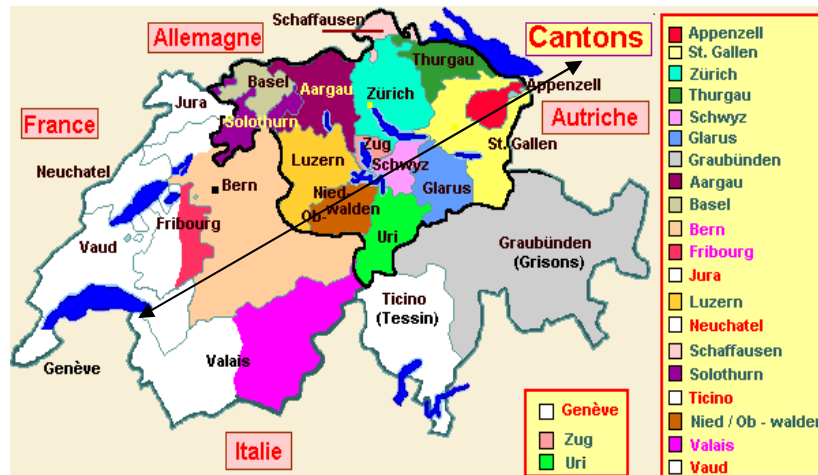 Schaffausen
Allemagne
Cantons
Thurgau
Basel
Aargau
Zürich
Appenzell
Jura
France
Solothurn
Autriche
Zug
St. Gallen
Luzern
Schwyz
Neuchatel
Bern
Nied-
walden
Glarus
Ob-
Fribourg
Uri
Vaud
Graubünden
(Grisons)
Ticino
(Tessin)
Genève
Valais
Italie
Genève
Zug
Uri
Appenzell
St. Gallen
Zürich
Thurgau
Schwyz
Glarus
Graubünden
Aargau
Basel
Bern
Fribourg
Jura
Luzern
Neuchatel
Schaffausen
Solothurn
Ticino
Nied / Ob - walden
Valais
Vaud